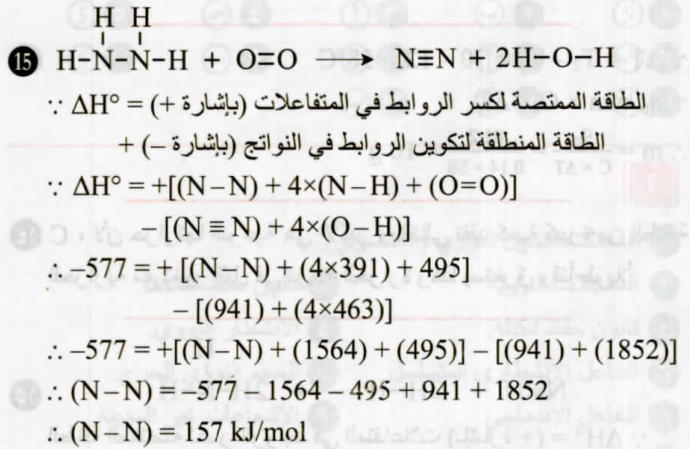 H H
15 H–N–N–H + O=O ⟶ N≡N + 2H–O–H
∵ ΔH° = الطاقة الممتصة لكسر الروابط في المتفاعلات (بإشارة +)
+ الطاقة المنطلقة لتكوين الروابط في النواتج (بإشارة –)
∵ ΔH° = +[(N–N) + 4×(N–H) + (O=O)]
– [(N ≡ N) + 4×(O–H)]
∴ –577 = + [(N–N) + (4×391) + 495]
– [(941) + (4×463)]
∴ –577 = +[(N–N) + (1564) + (495)] – [(941) + (1852)]
∴ (N–N) = –577 – 1564 – 495 + 941 + 1852
∴ (N–N) = 157 kJ/mol